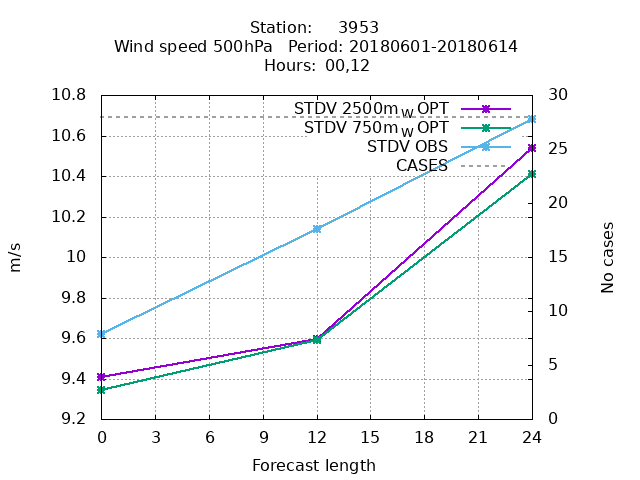 Station: 3953
Wind speed 500hPa Period: 20180601-20180614
Hours: 00,12
10.8
10.6
10.4
10.2
10
9.8
9.6
9.4
9.2
m/s
STDV 2500m W OPT
STDV 750m W OPT
STDV OBS
CASES
30
25
20
15
10
5
0
No cases
0 3 6 9 12 15 18 21 24
Forecast length